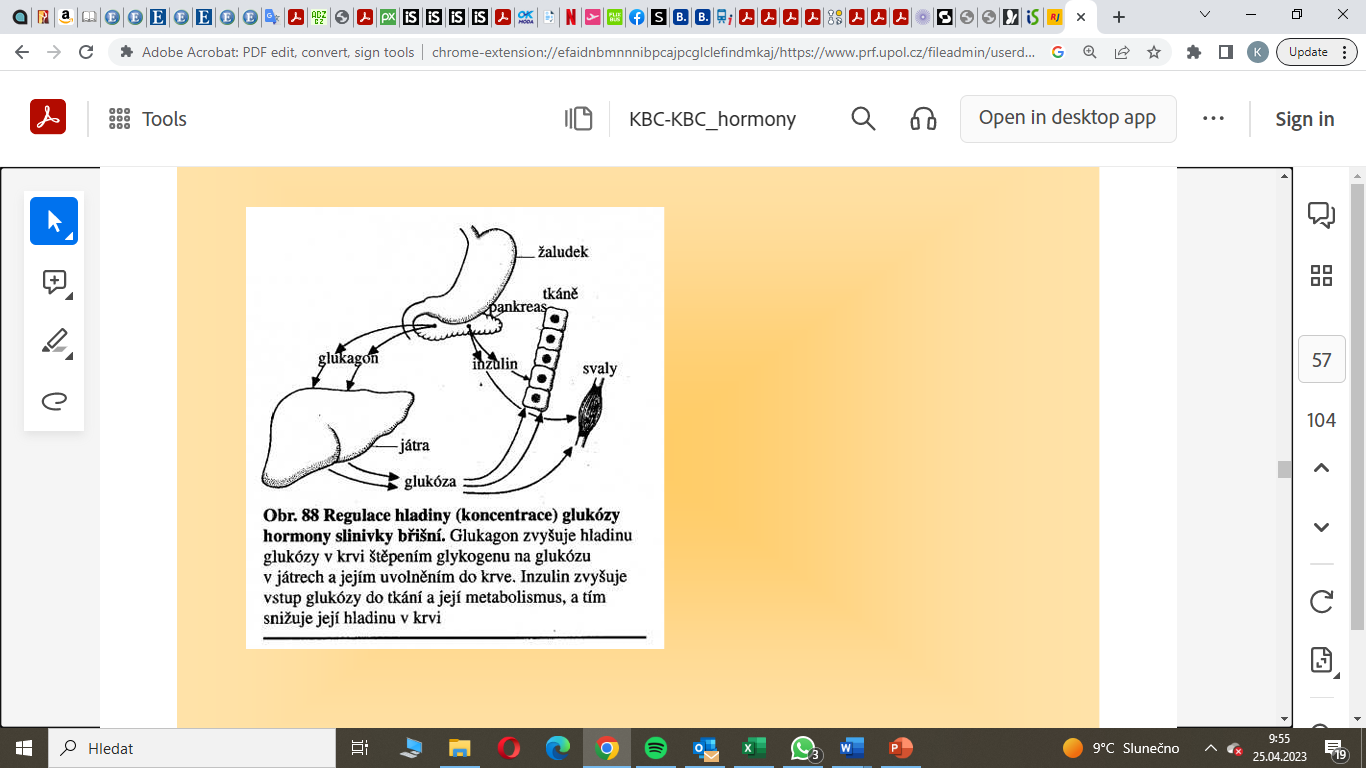 Adobe Acrobat: PDF edit, convert, sign tools | chrome-extension://efaidnbmnnnibpcajpcglclefindmkaj/https://www.prf.upol.cz/fileadmin/userd...
K
Update
Tools
KBC-KBC_hormony
Open in desktop app
Sign in
žaludek
tkáně
pankreas
glukagon
inzulin
svaly
játra
glukóza
Obr. 88 Regulace hladiny (koncentrace) glukózy
hormony slinivky břišní. Glukagon zvyšuje hladinu
glukózy v krvi štěpením glykogenu na glukózu
v játrech a jejím uvolněním do krve. Inzulin zvyšuje
vstup glukózy do tkání a její metabolismus, a tím
snižuje její hladinu v krvi
57
104
Hledat
3
9°C Slunečno
9:55
25.04.2023
19